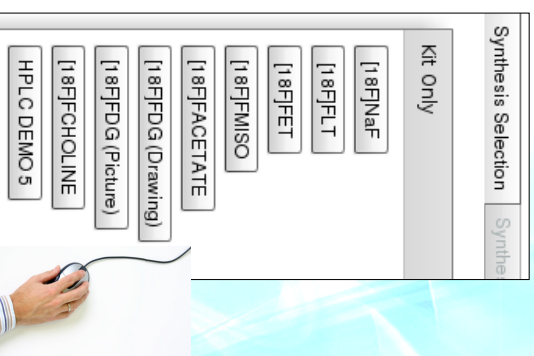 Synthesis Selection
Synthe
Kit Only
[18F]NaF
[18F]FLT
[18F]FET
[18F]FMISO
[18F]FACETATE
[18F]FDG (Drawing)
[18F]FDG (Picture)
[18F]FCHOLINE
HPLC DEMO 5